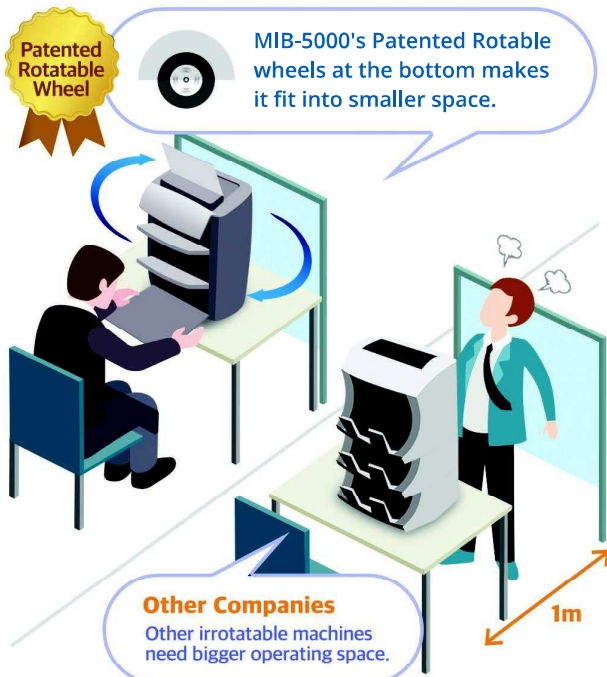 Patented
Rotatable
Wheel
MIB-5000's Patented Rotable
wheels at the bottom makes
it fit into smaller space.
Other Companies
Other irrotatable machines
need bigger operating space.
1m